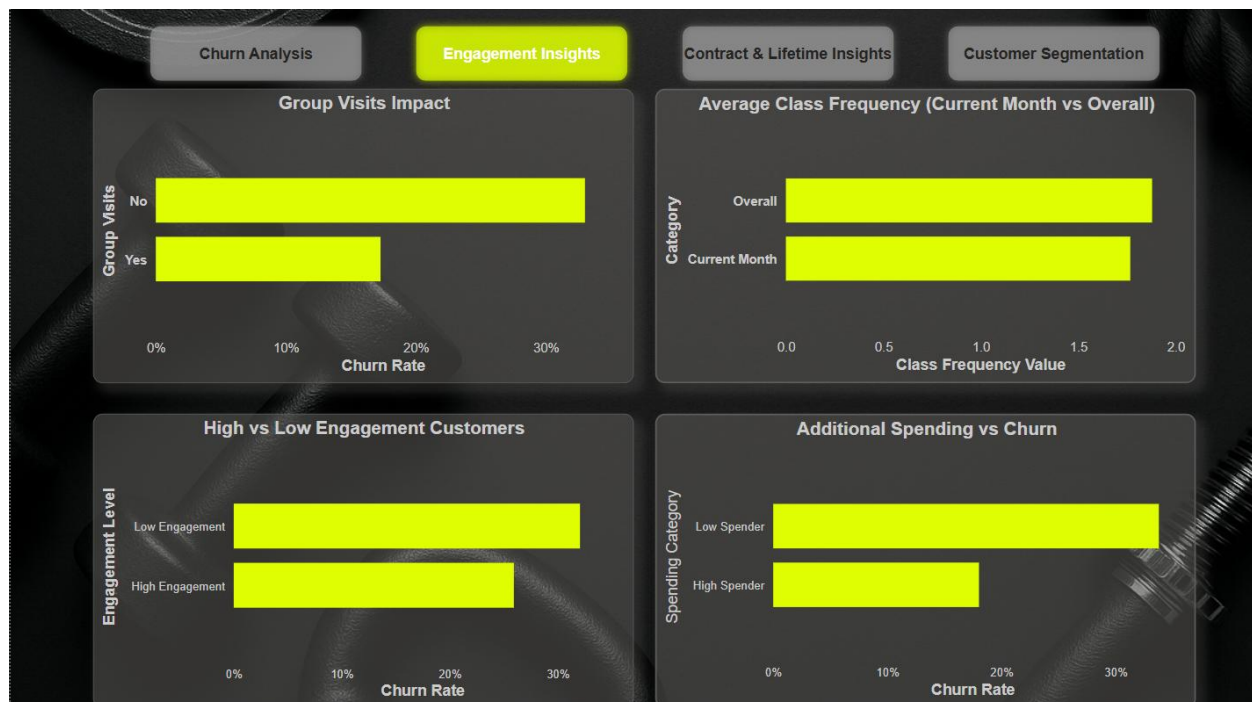 Churn Analysis
Engagement Insights
Contract & Lifetime Insights
Customer Segmentation
Group Visits Impact
Group Visits
No
Yes
0% 10% 20% 30%
Churn Rate
Average Class Frequency (Current Month vs Overall)
Category
Overall
Current Month
0.0 0.5 1.0 1.5 2.0
Class Frequency Value
High vs Low Engagement Customers
Engagement Level
Low Engagement
High Engagement
0% 10% 20% 30%
Churn Rate
Additional Spending vs Churn
Spending Category
Low Spender
High Spender
0% 10% 20% 30%
Churn Rate